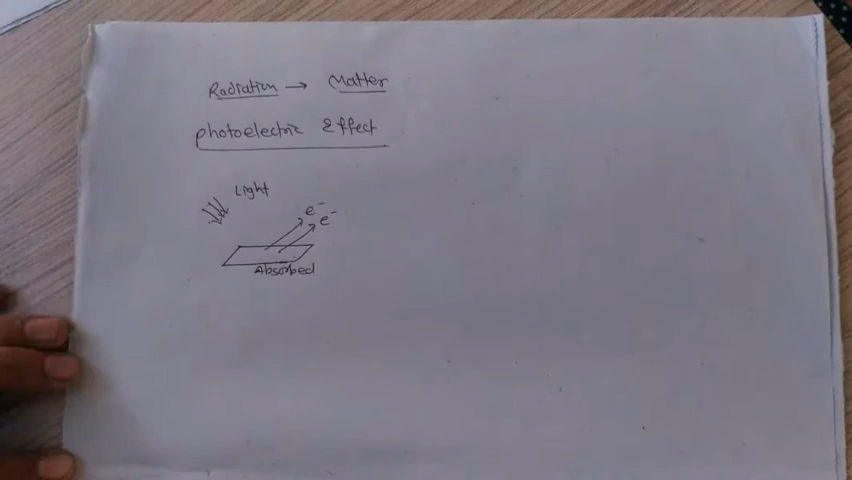 Radiation → Matter
photoelectric Effect
Light
e⁻
e⁻
Absorbed